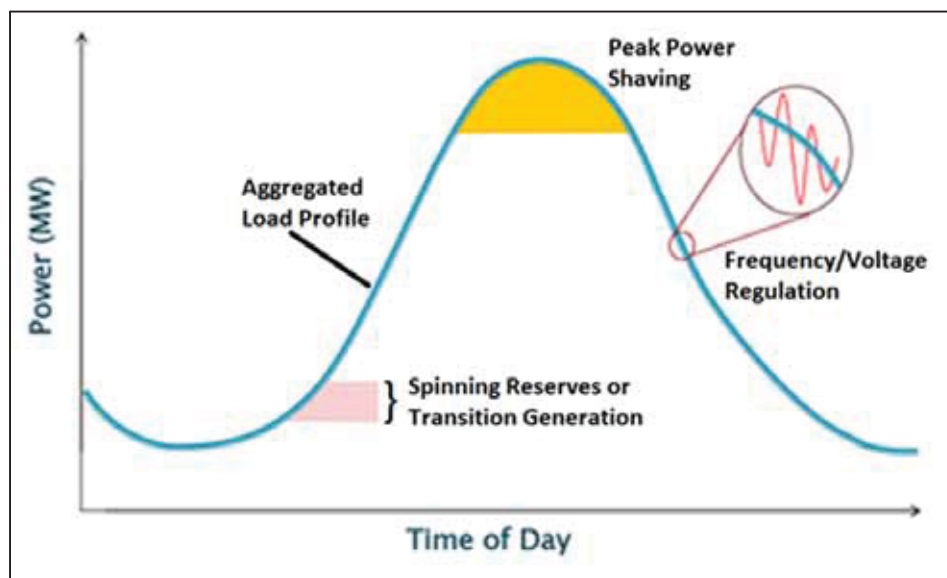 Peak Power
Shaving
Aggregated
Load Profile
Frequency/Voltage
Regulation
Spinning Reserves or
Transition Generation
Power (MW)
Time of Day